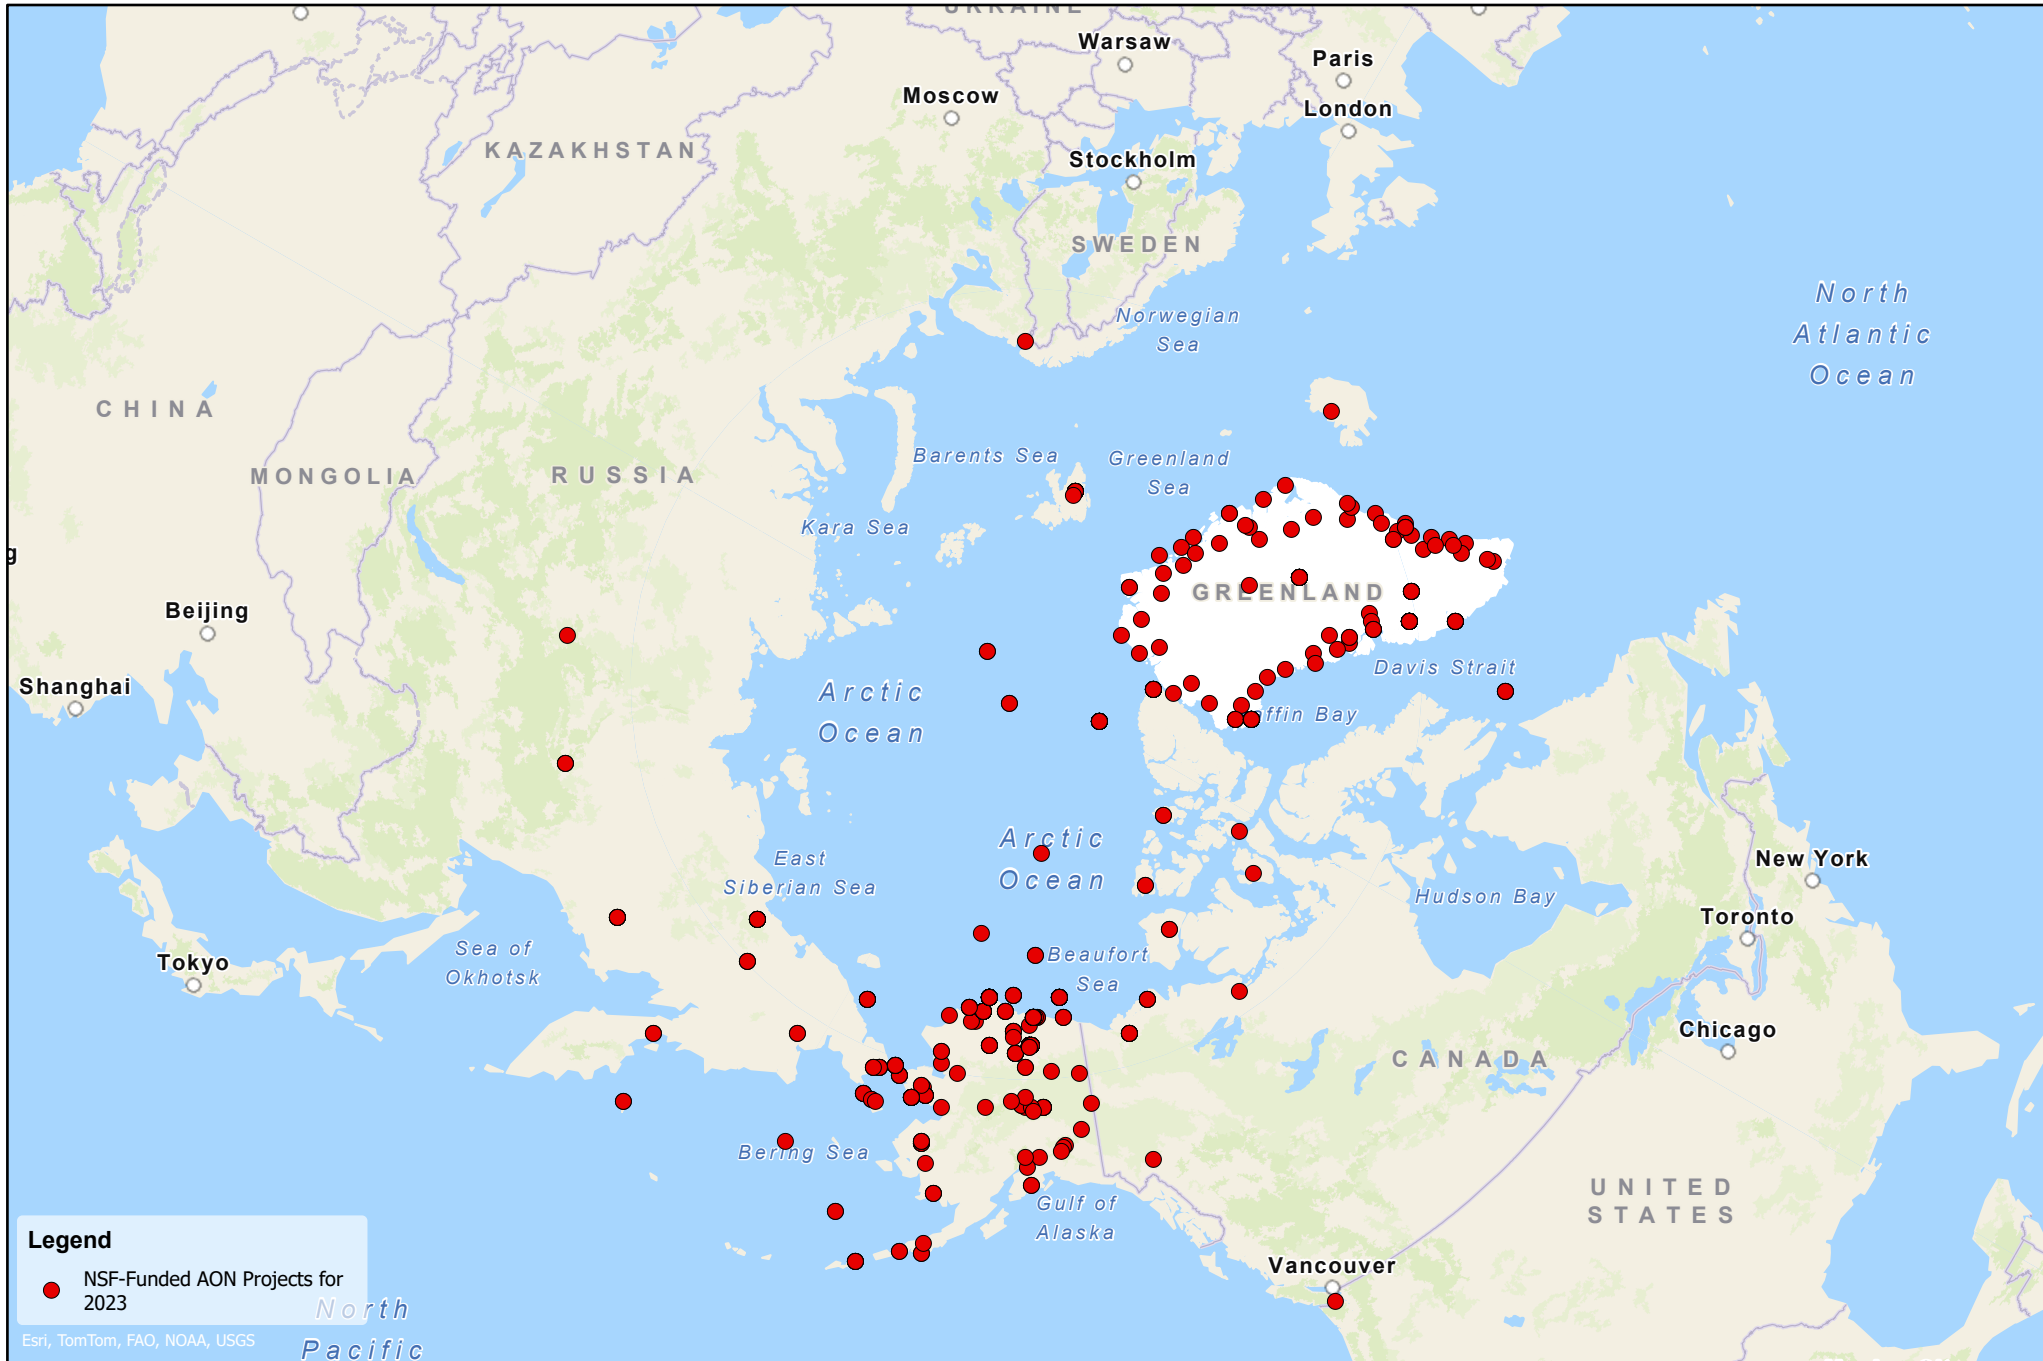 UKRAINE
Warsaw
Paris
Moscow
London
KAZAKHSTAN
Stockholm
SWEDEN
North
Atlantic
Ocean
Norwegian
Sea
CHINA
Barents Sea
Greenland
Sea
MONGOLIA
RUSSIA
Kara Sea
g
GREENLAND
Beijing
Davis Strait
Shanghai
Arctic
Ocean
ffin Bay
Arctic
Ocean
East
Siberian Sea
New York
Hudson Bay
Toronto
Sea of
Okhotsk
Beaufort
Sea
Tokyo
Chicago
CANADA
Bering Sea
Gulf of
Alaska
UNITED
STATES
Vancouver
Legend
NSF-Funded AON Projects for
2023
North
Pacific
Esri, TomTom, FAO, NOAA, USGS